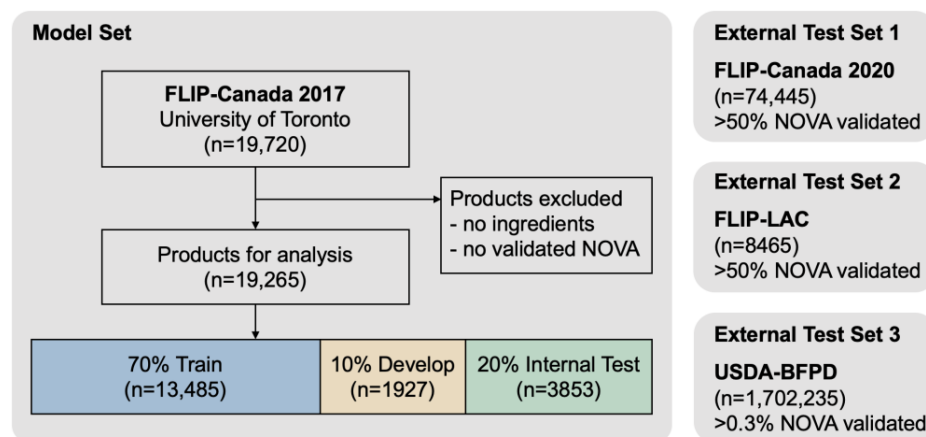 Model Set
FLIP-Canada 2017
University of Toronto
(n=19,720)
Products excluded
- no ingredients
- no validated NOVA
Products for analysis
(n=19,265)
70% Train
(n=13,485)
10% Develop
(n=1927)
20% Internal Test
(n=3853)
External Test Set 1
FLIP-Canada 2020
(n=74,445)
>50% NOVA validated
External Test Set 2
FLIP-LAC
(n=8465)
>50% NOVA validated
External Test Set 3
USDA-BFPD
(n=1,702,235)
>0.3% NOVA validated